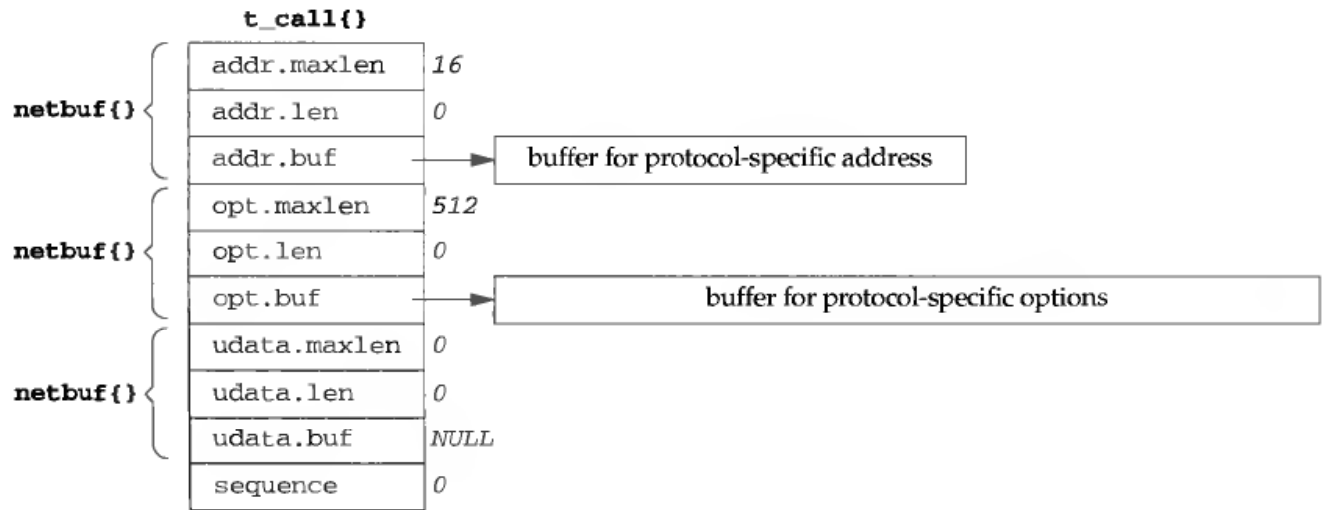 t_call{}
netbuf{}
addr.maxlen 16
addr.len 0
addr.buf buffer for protocol-specific address
netbuf{}
opt.maxlen 512
opt.len 0
opt.buf buffer for protocol-specific options
netbuf{}
udata.maxlen 0
udata.len 0
udata.buf NULL
sequence 0